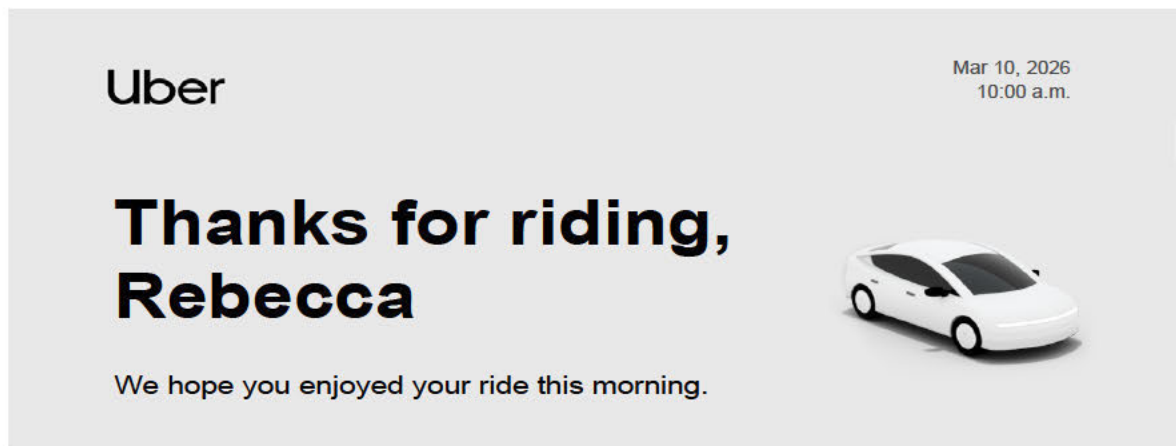 Uber
Mar 10, 2026
10:00 a.m.
Thanks for riding,
Rebecca
We hope you enjoyed your ride this morning.